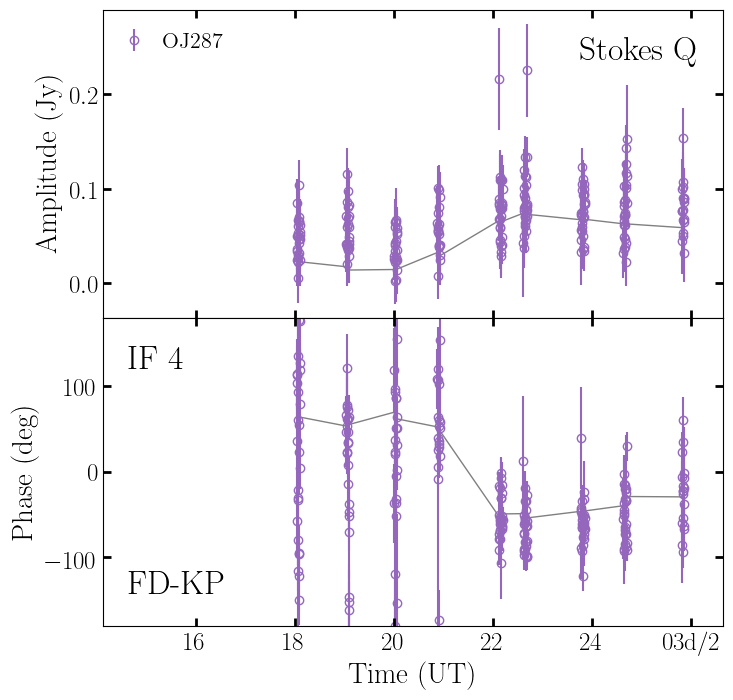 OJ287
Stokes Q
Amplitude (Jy)
0.2
0.1
0.0
IF 4
Phase (deg)
100
0
−100
FD-KP
16 18 20 22 24 03d/2
Time (UT)